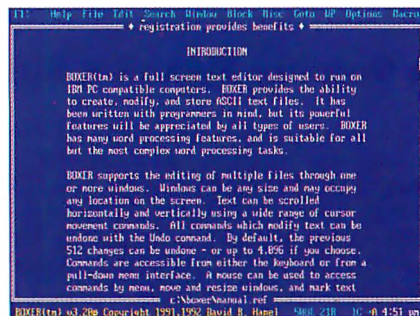 F1: Help File Edit Search Window Block Misc Goto WP Options Macro
♦ registration provides benefits ♦
INTRODUCTION
BOXER(tm) is a full screen text editor designed to run on
IBM PC compatible computers. BOXER provides the ability
to create, modify, and store ASCII text files. It has
been written with programmers in mind, but its powerful
features will be appreciated by all types of users. BOXER
has many word processing features, and is suitable for all
but the most complex word processing tasks.
BOXER supports the editing of multiple files through one
or more windows. Windows can be any size and may occupy
any location on the screen. Text can be scrolled
horizontally and vertically using a wide range of cursor
movement commands. All commands which modify text can be
undone with the Undo command. By default, the previous
512 changes can be undone - or up to 4,096 if you choose.
Commands are accessible from either the keyboard or from a
pull-down menu interface. A mouse can be used to access
commands by menu, move and resize windows, and mark text
c:\boxer\manual.ref
BOXER(tm) v3.20a Copyright 1991,1992 David R. Hamel 1C 4:51